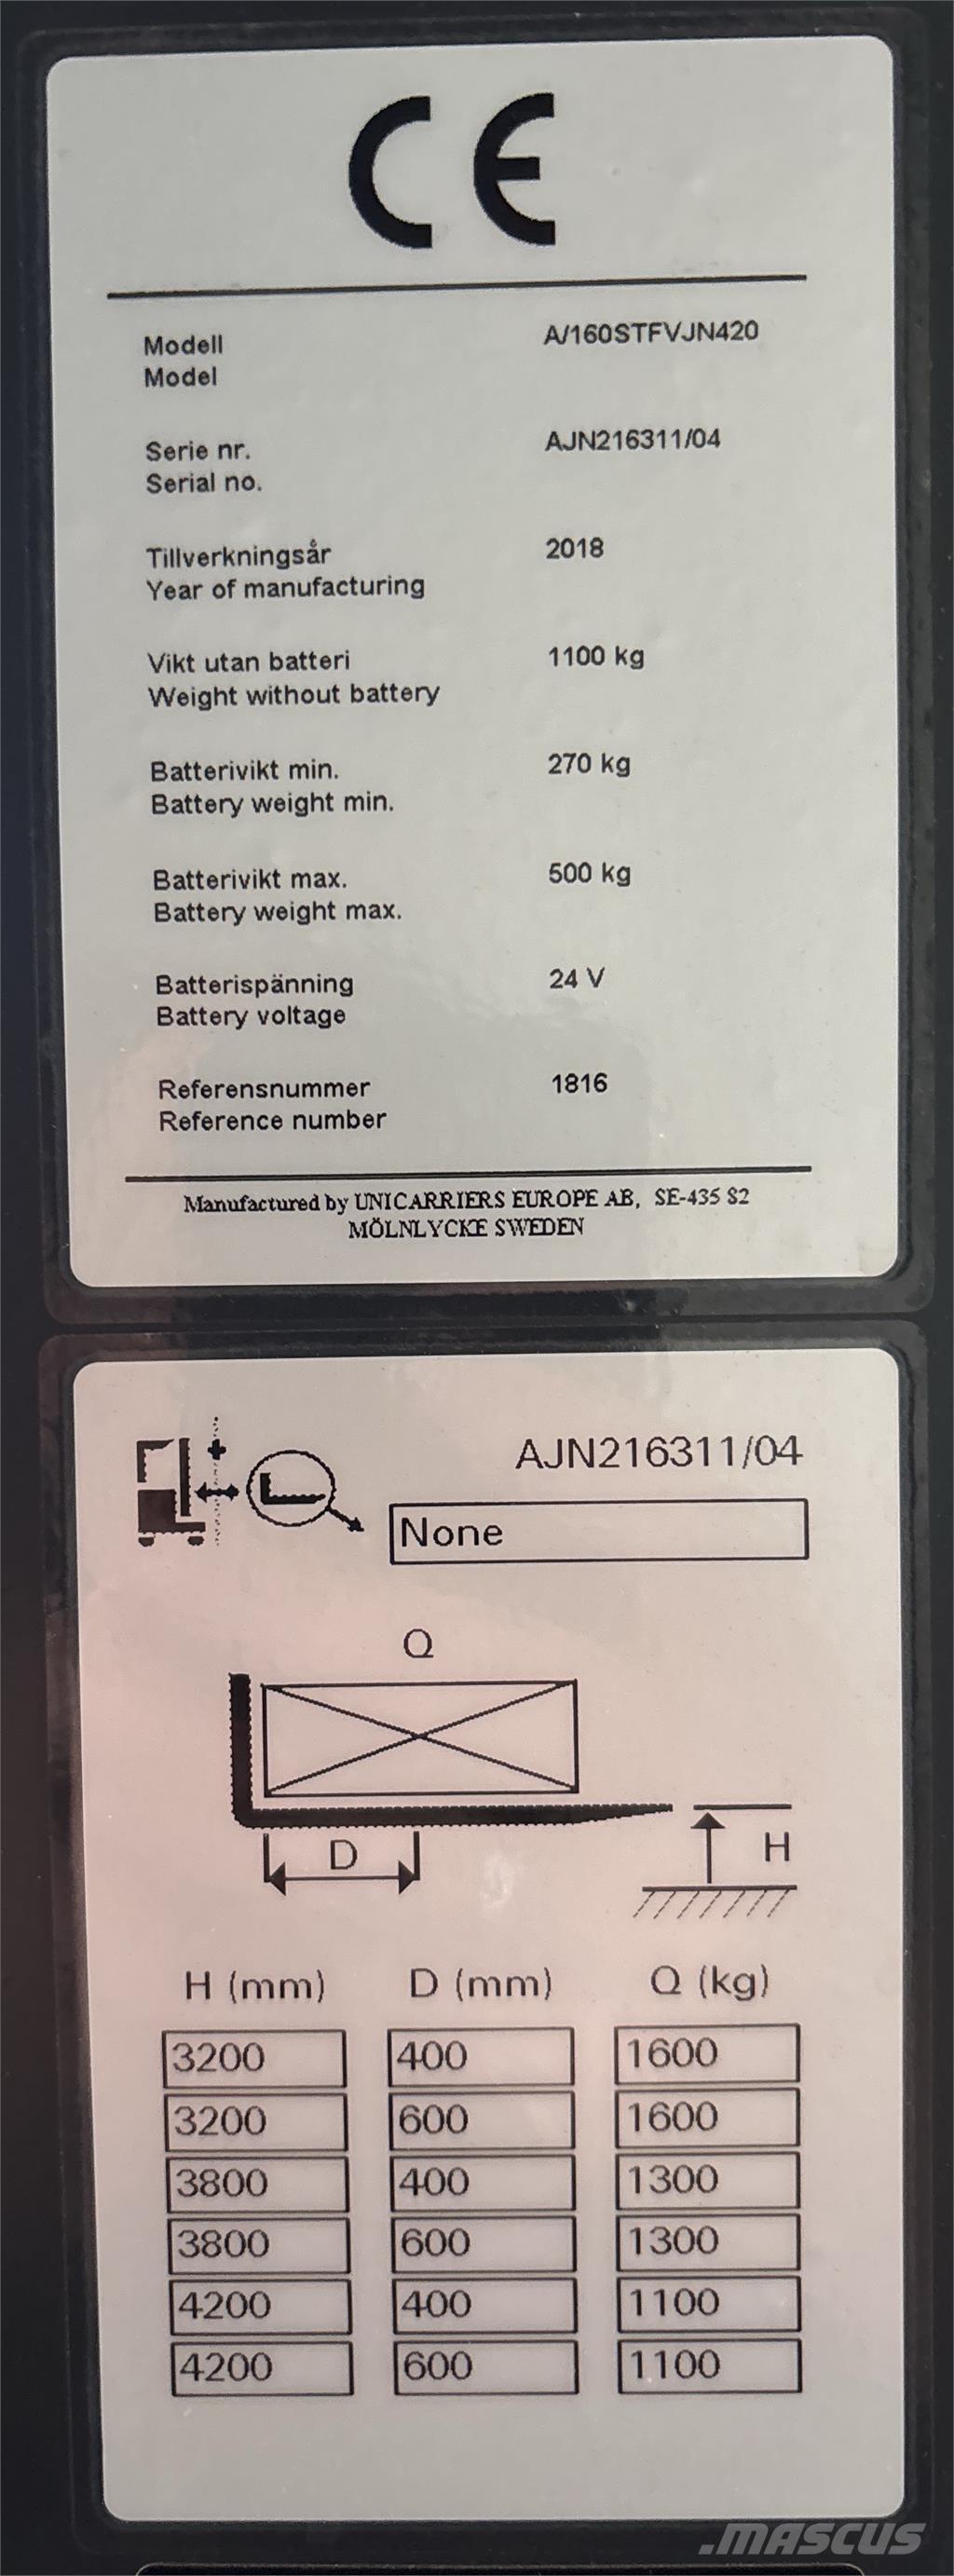 CE
Modell A/160STFVJN420
Model
Serie nr. AJN216311/04
Serial no.
Tillverkningsår 2018
Year of manufacturing
Vikt utan batteri 1100 kg
Weight without battery
Batterivikt min. 270 kg
Battery weight min.
Batterivikt max. 500 kg
Battery weight max.
Batterispänning 24 V
Battery voltage
Referensnummer 1816
Reference number
Manufactured by UNICARRIERS EUROPE AB, SE-435 82
MÖLNLYCKE SWEDEN
AJN216311/04
None
Q
D
H
H (mm) D (mm) Q (kg)
3200 400 1600
3200 600 1600
3800 400 1300
3800 600 1300
4200 400 1100
4200 600 1100
.MASCUS